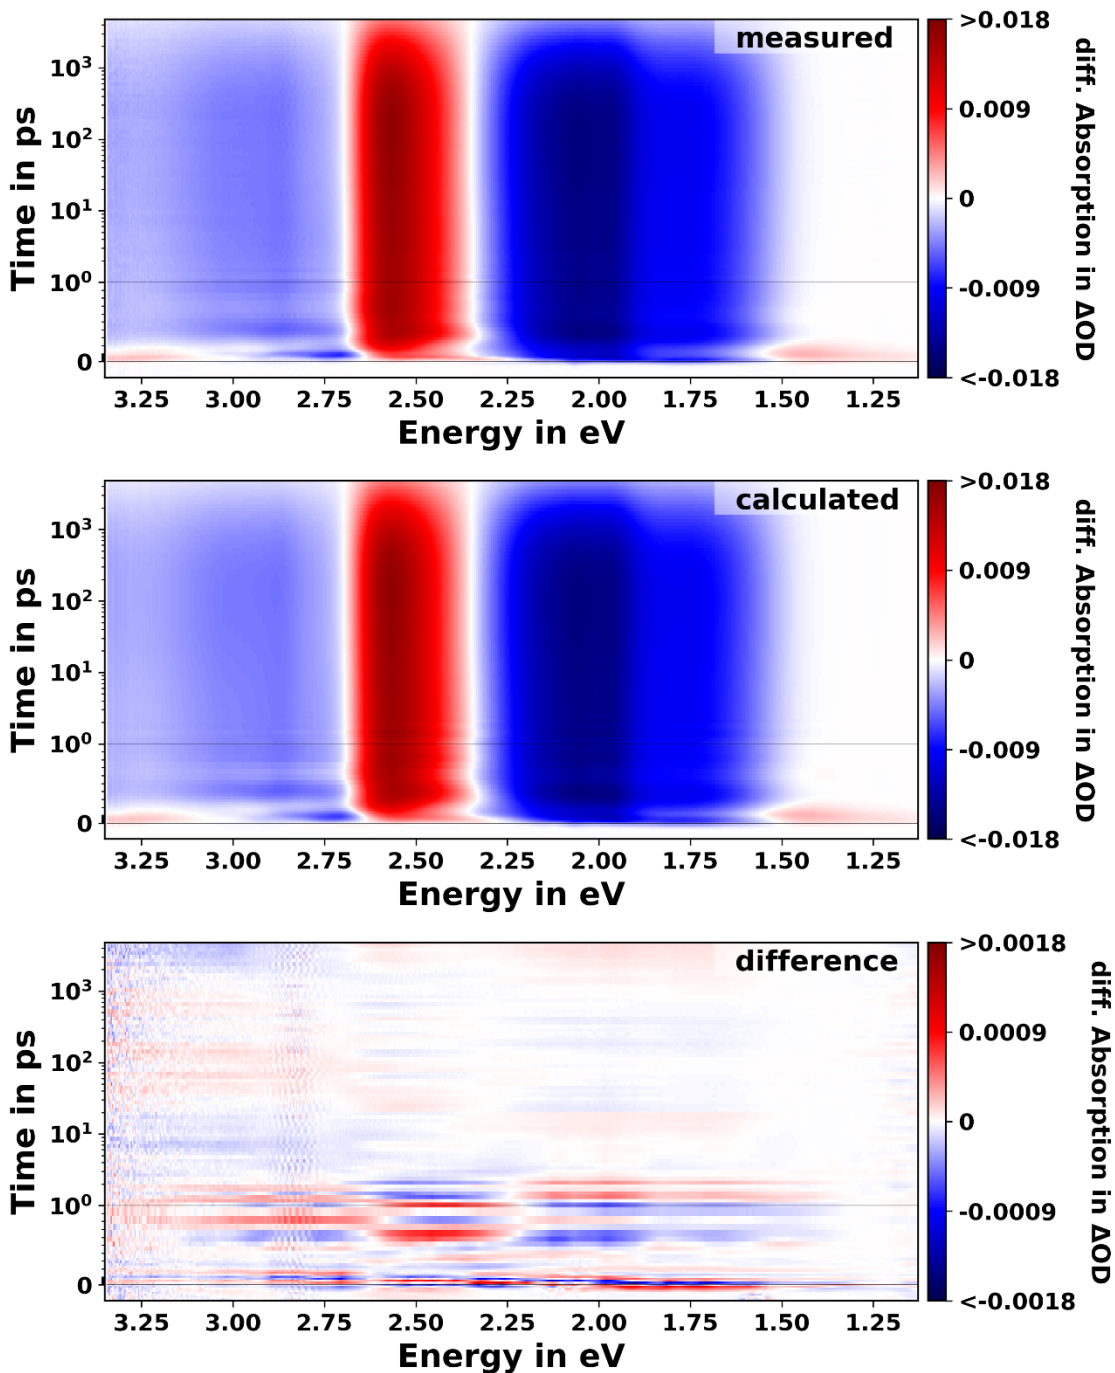 measured
Time in ps
10³
10²
10¹
10⁰
0
3.25 3.00 2.75 2.50 2.25 2.00 1.75 1.50 1.25
Energy in eV
>0.018
0.009
0
-0.009
<-0.018
diff. Absorption in ΔOD
calculated
Time in ps
10³
10²
10¹
10⁰
0
3.25 3.00 2.75 2.50 2.25 2.00 1.75 1.50 1.25
Energy in eV
>0.018
0.009
0
-0.009
<-0.018
diff. Absorption in ΔOD
difference
Time in ps
10³
10²
10¹
10⁰
0
3.25 3.00 2.75 2.50 2.25 2.00 1.75 1.50 1.25
Energy in eV
>0.0018
0.0009
0
-0.0009
<-0.0018
diff. Absorption in ΔOD